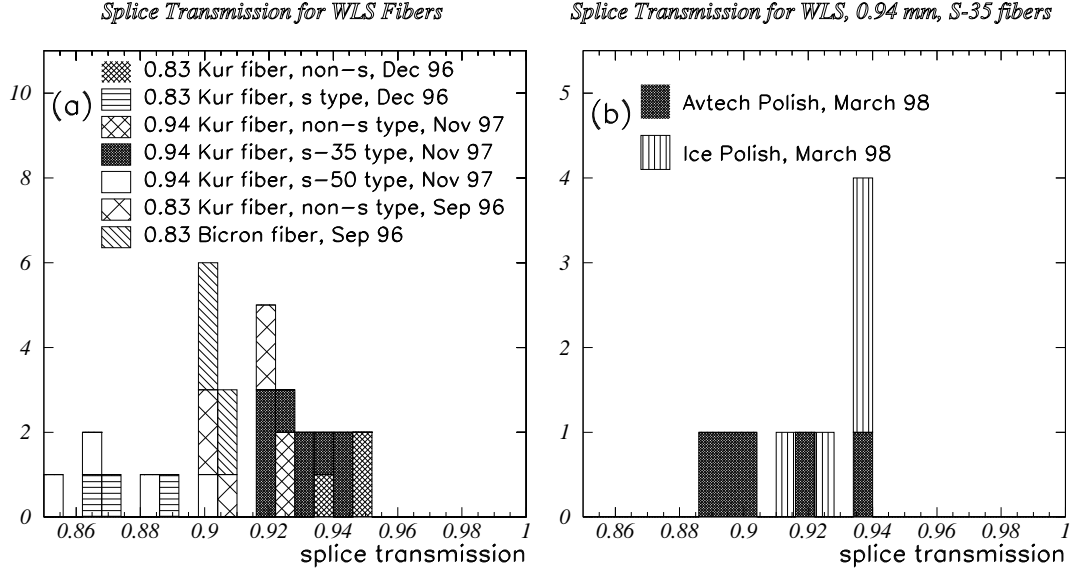 Splice Transmission for WLS Fibers
(a)
0.83 Kur fiber, non-s, Dec 96
0.83 Kur fiber, s type, Dec 96
0.94 Kur fiber, non-s type, Nov 97
0.94 Kur fiber, s-35 type, Nov 97
0.94 Kur fiber, s-50 type, Nov 97
0.83 Kur fiber, non-s type, Sep 96
0.83 Bicron fiber, Sep 96
10
8
6
4
2
0
0.86 0.88 0.9 0.92 0.94 0.96 0.98 1
splice transmission
Splice Transmission for WLS, 0.94 mm, S-35 fibers
(b)
Avtech Polish, March 98
Ice Polish, March 98
5
4
3
2
1
0
0.86 0.88 0.9 0.92 0.94 0.96 0.98 1
splice transmission